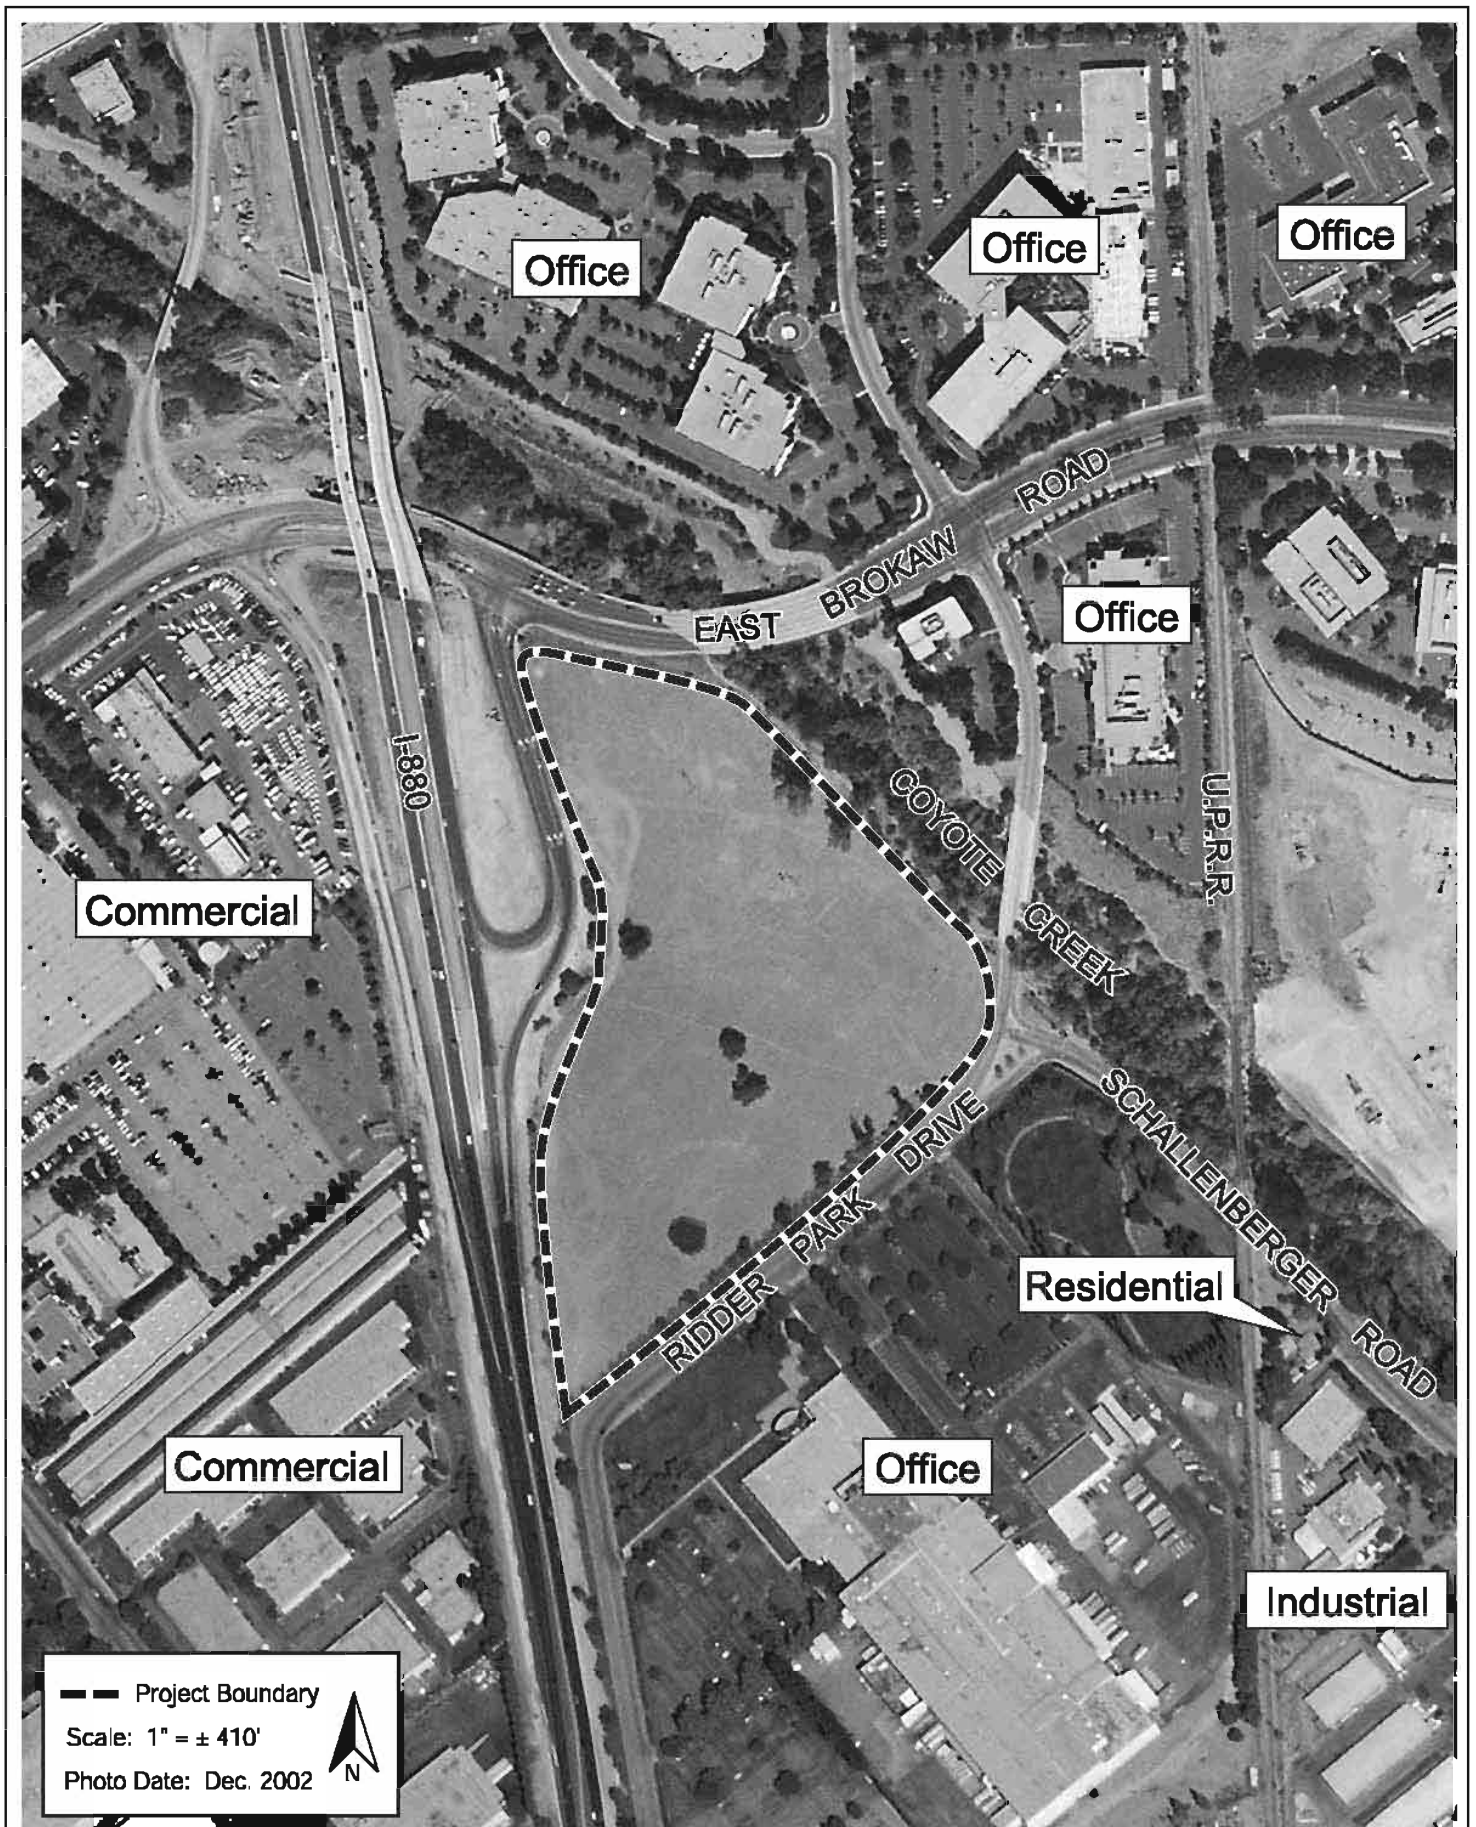 Office
Office
Office
EAST BROKAW ROAD
Office
I-880
COYOTE CREEK
U.P.R.R.
Commercial
SCHALLENBERGER ROAD
RIDDER PARK DRIVE
Residential
Commercial
Office
Industrial
Project Boundary
Scale: 1" = ± 410'
Photo Date: Dec. 2002
N